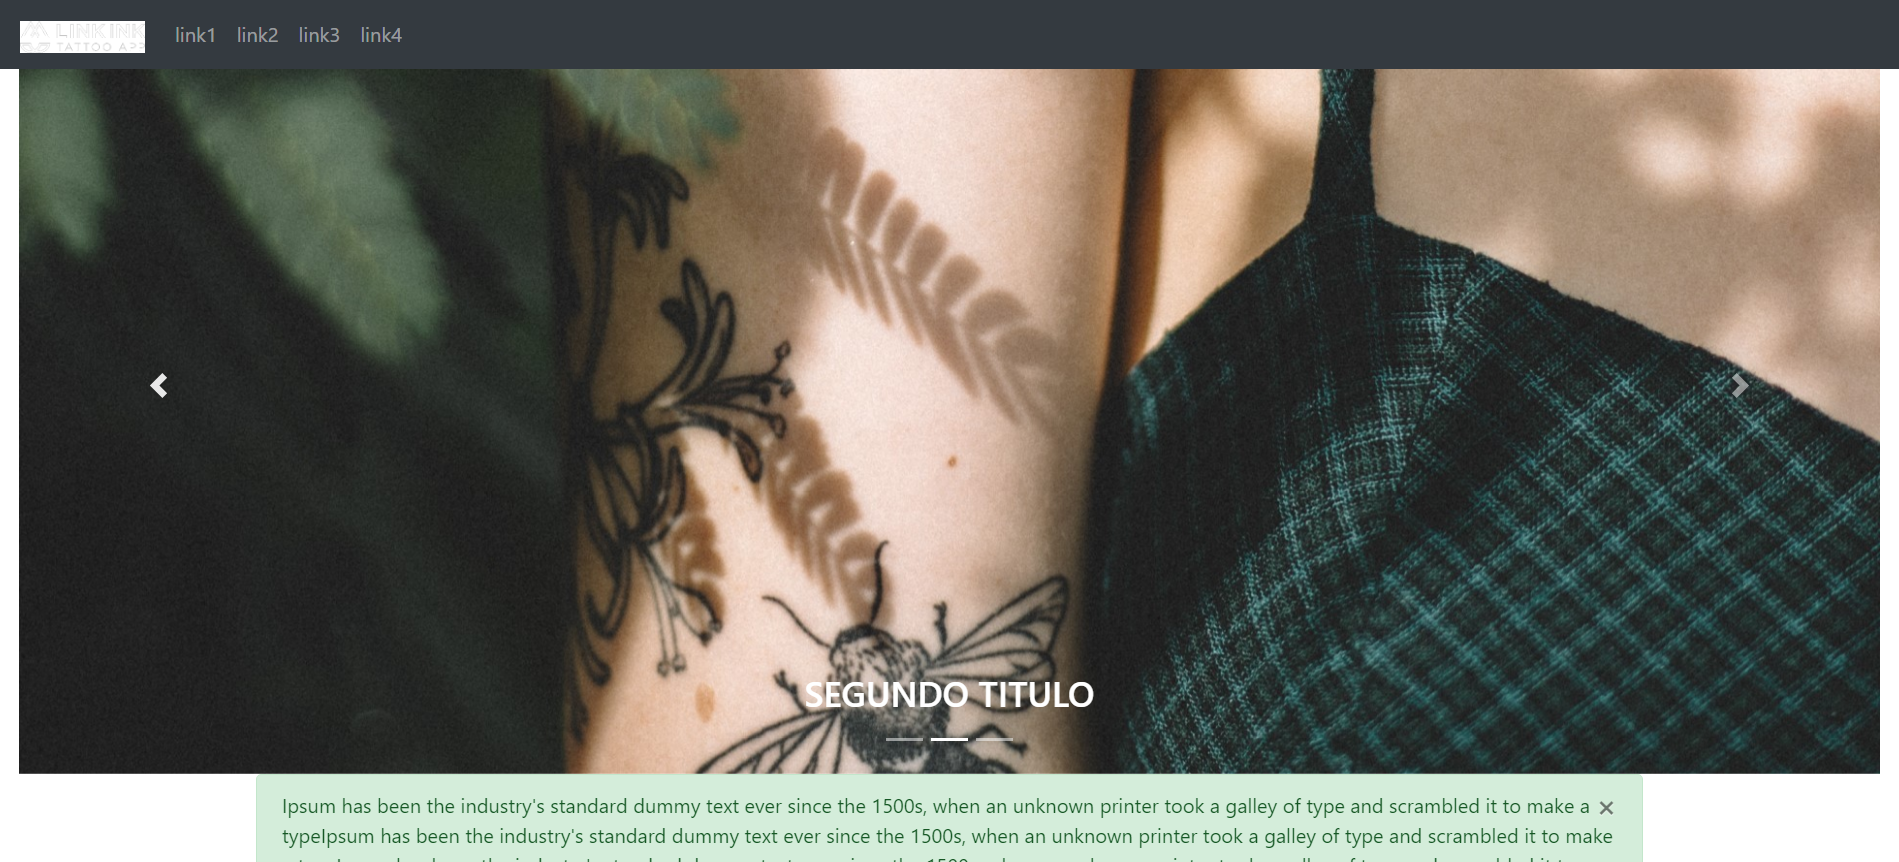 LINK INK
TATTOO APP
link1 link2 link3 link4
SEGUNDO TITULO
Ipsum has been the industry's standard dummy text ever since the 1500s, when an unknown printer took a galley of type and scrambled it to make a
typeIpsum has been the industry's standard dummy text ever since the 1500s, when an unknown printer took a galley of type and scrambled it to make